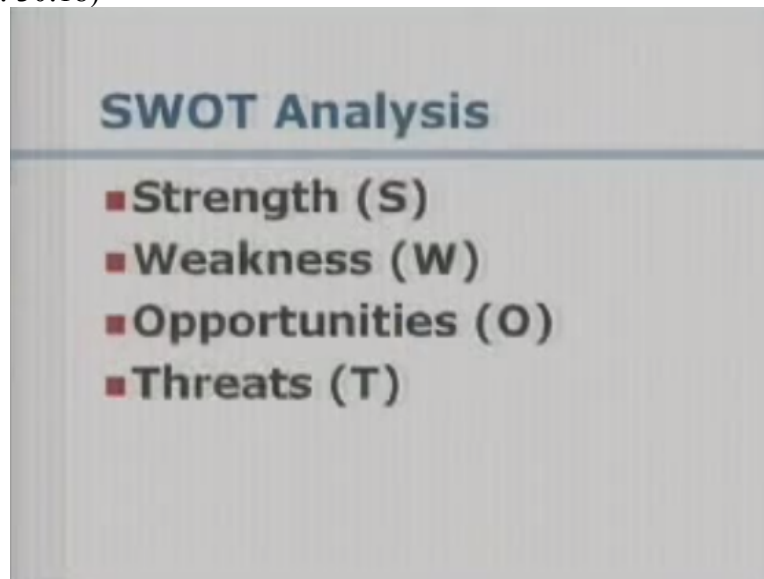 SWOT Analysis
Strength (S)
Weakness (W)
Opportunities (O)
Threats (T)